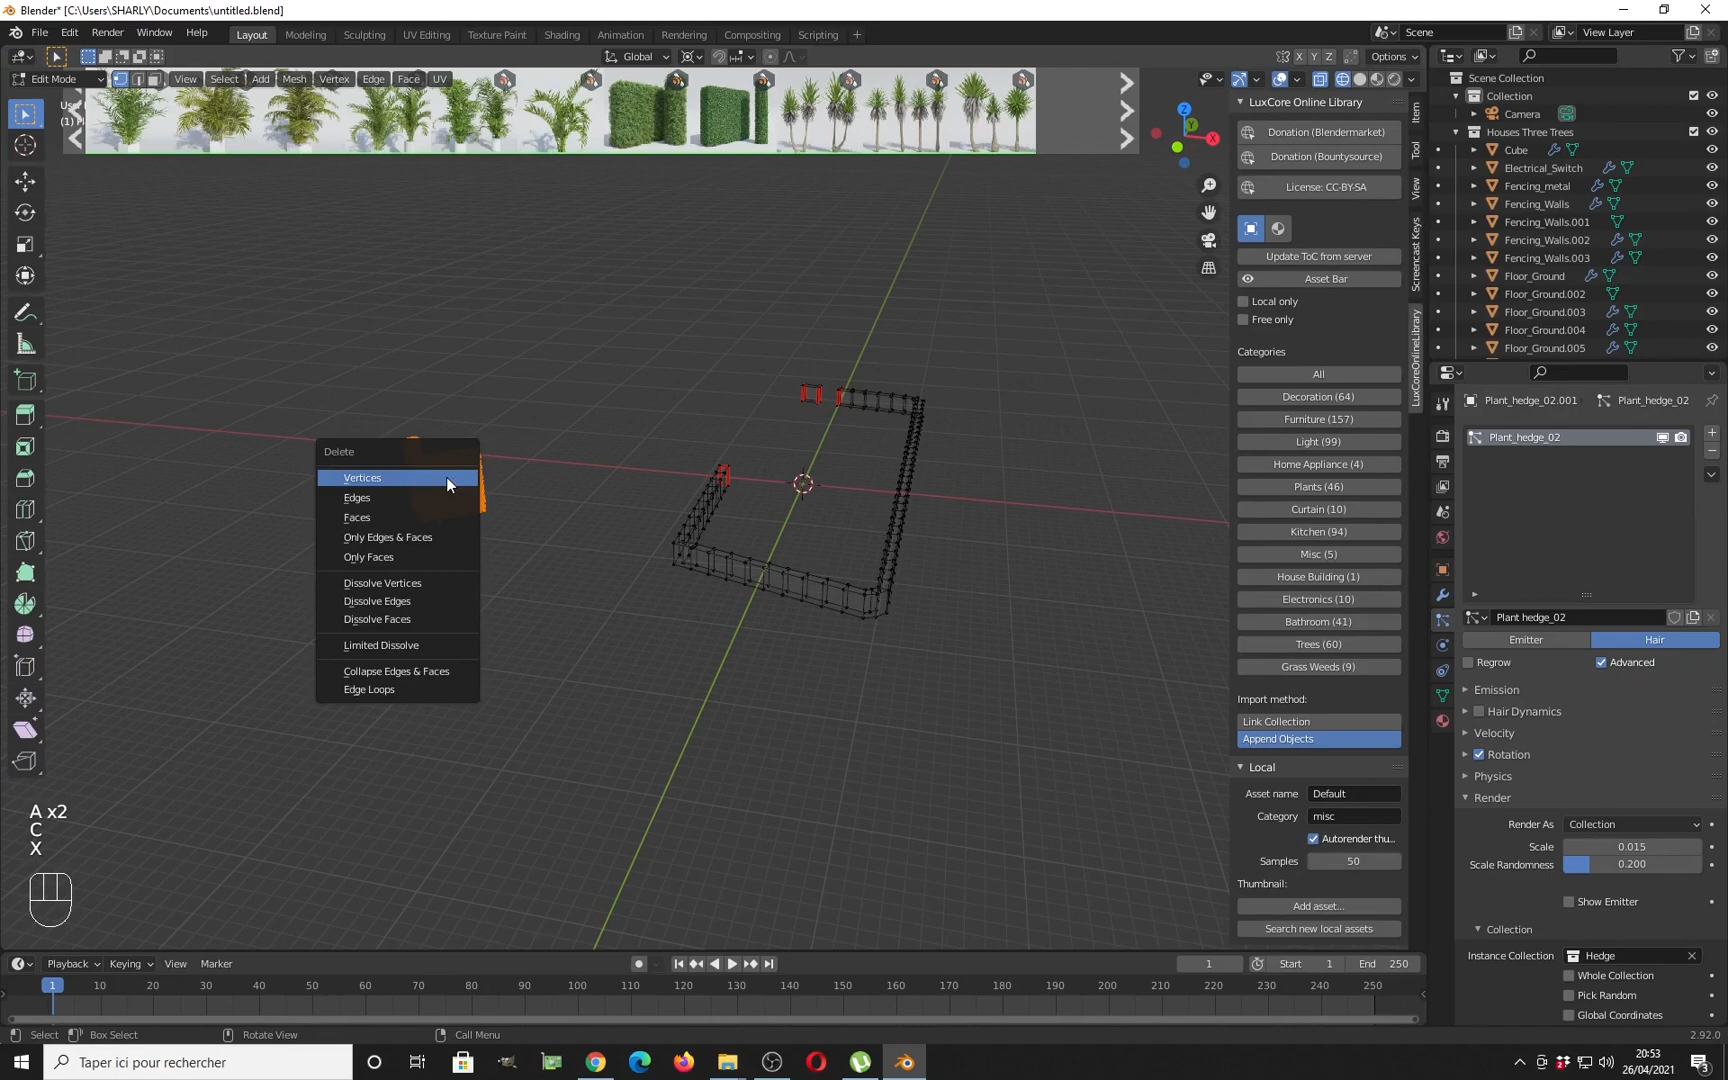 Blender* [C:\Users\SHARLY\Documents\untitled.blend]
File Edit Render Window Help Layout Modeling Sculpting UV Editing Texture Paint Shading Animation Rendering Compositing Scripting + Scene View Layer
Global X Y Z Options
Edit Mode View Select Add Mesh Vertex Edge Face UV
Scene Collection
Collection
Camera
Houses Three Trees
Cube
Electrical_Switch
Fencing_metal
Fencing_Walls
Fencing_Walls.001
Fencing_Walls.002
Fencing_Walls.003
Floor_Ground
Floor_Ground.002
Floor_Ground.003
Floor_Ground.004
Floor_Ground.005
Z
Y
X
LuxCore Online Library
Donation (Blendermarket)
Donation (Bountysource)
License: CC-BY-SA
Update ToC from server
Asset Bar
Local only
Free only
Categories
All
Decoration (64)
Furniture (157)
Light (99)
Home Appliance (4)
Plants (46)
Curtain (10)
Kitchen (94)
Misc (5)
House Building (1)
Electronics (10)
Bathroom (41)
Trees (60)
Grass Weeds (9)
Import method:
Link Collection
Append Objects
Local
Asset name Default
Category misc
Autorender thu...
Samples 50
Thumbnail:
Add asset...
Search new local assets
Item
Tool
View
Screencast Keys
LuxCoreOnlineLibrary
Plant_hedge_02.001 Plant_hedge_02
Plant_hedge_02
Plant hedge_02
Emitter Hair
Regrow Advanced
Emission
Hair Dynamics
Velocity
Rotation
Physics
Render
Render As Collection
Scale 0.015
Scale Randomness 0.200
Show Emitter
Collection
Instance Collection Hedge
Whole Collection
Pick Random
Global Coordinates
Delete
Vertices
Edges
Faces
Only Edges & Faces
Only Faces
Dissolve Vertices
Dissolve Edges
Dissolve Faces
Limited Dissolve
Collapse Edges & Faces
Edge Loops
A x2
C
X
Playback Keying View Marker 1 Start 1 End 250
1 10 20 30 40 50 60 70 80 90 100 110 120 130 140 150 160 170 180 190 200 210 220 230 240 250
Select Box Select Rotate View Call Menu 2.92.0
Taper ici pour rechercher
20:53
26/04/2021
3